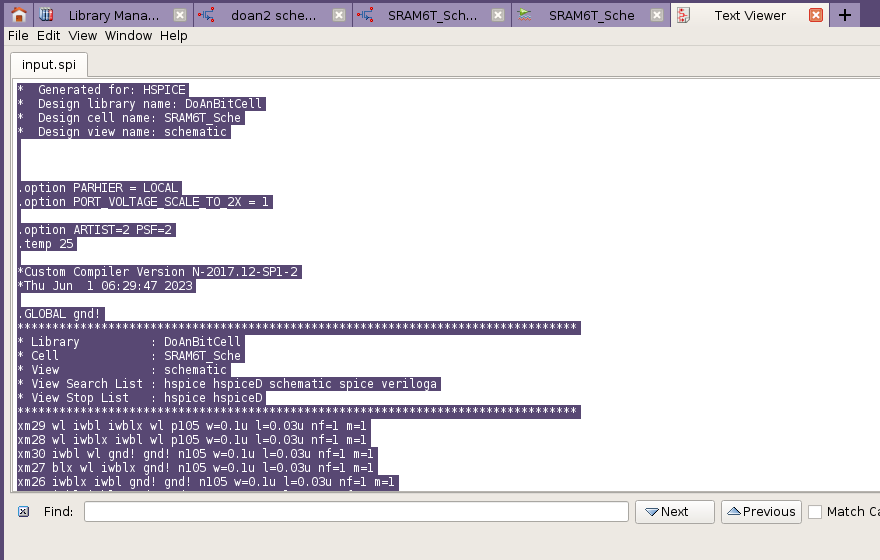 Library Mana...
doan2 sche...
SRAM6T_Sch...
SRAM6T_Sche
Text Viewer
File Edit View Window Help
input.spi
*  Generated for: HSPICE
*  Design library name: DoAnBitCell
*  Design cell name: SRAM6T_Sche
*  Design view name: schematic
.option PARHIER = LOCAL
.option PORT_VOLTAGE_SCALE_TO_2X = 1
.option ARTIST=2 PSF=2
.temp 25
*Custom Compiler Version N-2017.12-SP1-2
*Thu Jun  1 06:29:47 2023
.GLOBAL gnd!
********************************************************************************
* Library          : DoAnBitCell
* Cell             : SRAM6T_Sche
* View             : schematic
* View Search List : hspice hspiceD schematic spice veriloga
* View Stop List   : hspice hspiceD
********************************************************************************
xm29 wl iwbl iwblx wl p105 w=0.1u l=0.03u nf=1 m=1
xm28 wl iwblx iwbl wl p105 w=0.1u l=0.03u nf=1 m=1
xm30 iwbl wl gnd! gnd! n105 w=0.1u l=0.03u nf=1 m=1
xm27 blx wl iwblx gnd! n105 w=0.1u l=0.03u nf=1 m=1
xm26 iwblx iwbl gnd! gnd! n105 w=0.1u l=0.03u nf=1 m=1
Find:
Next
Previous
Match Ca